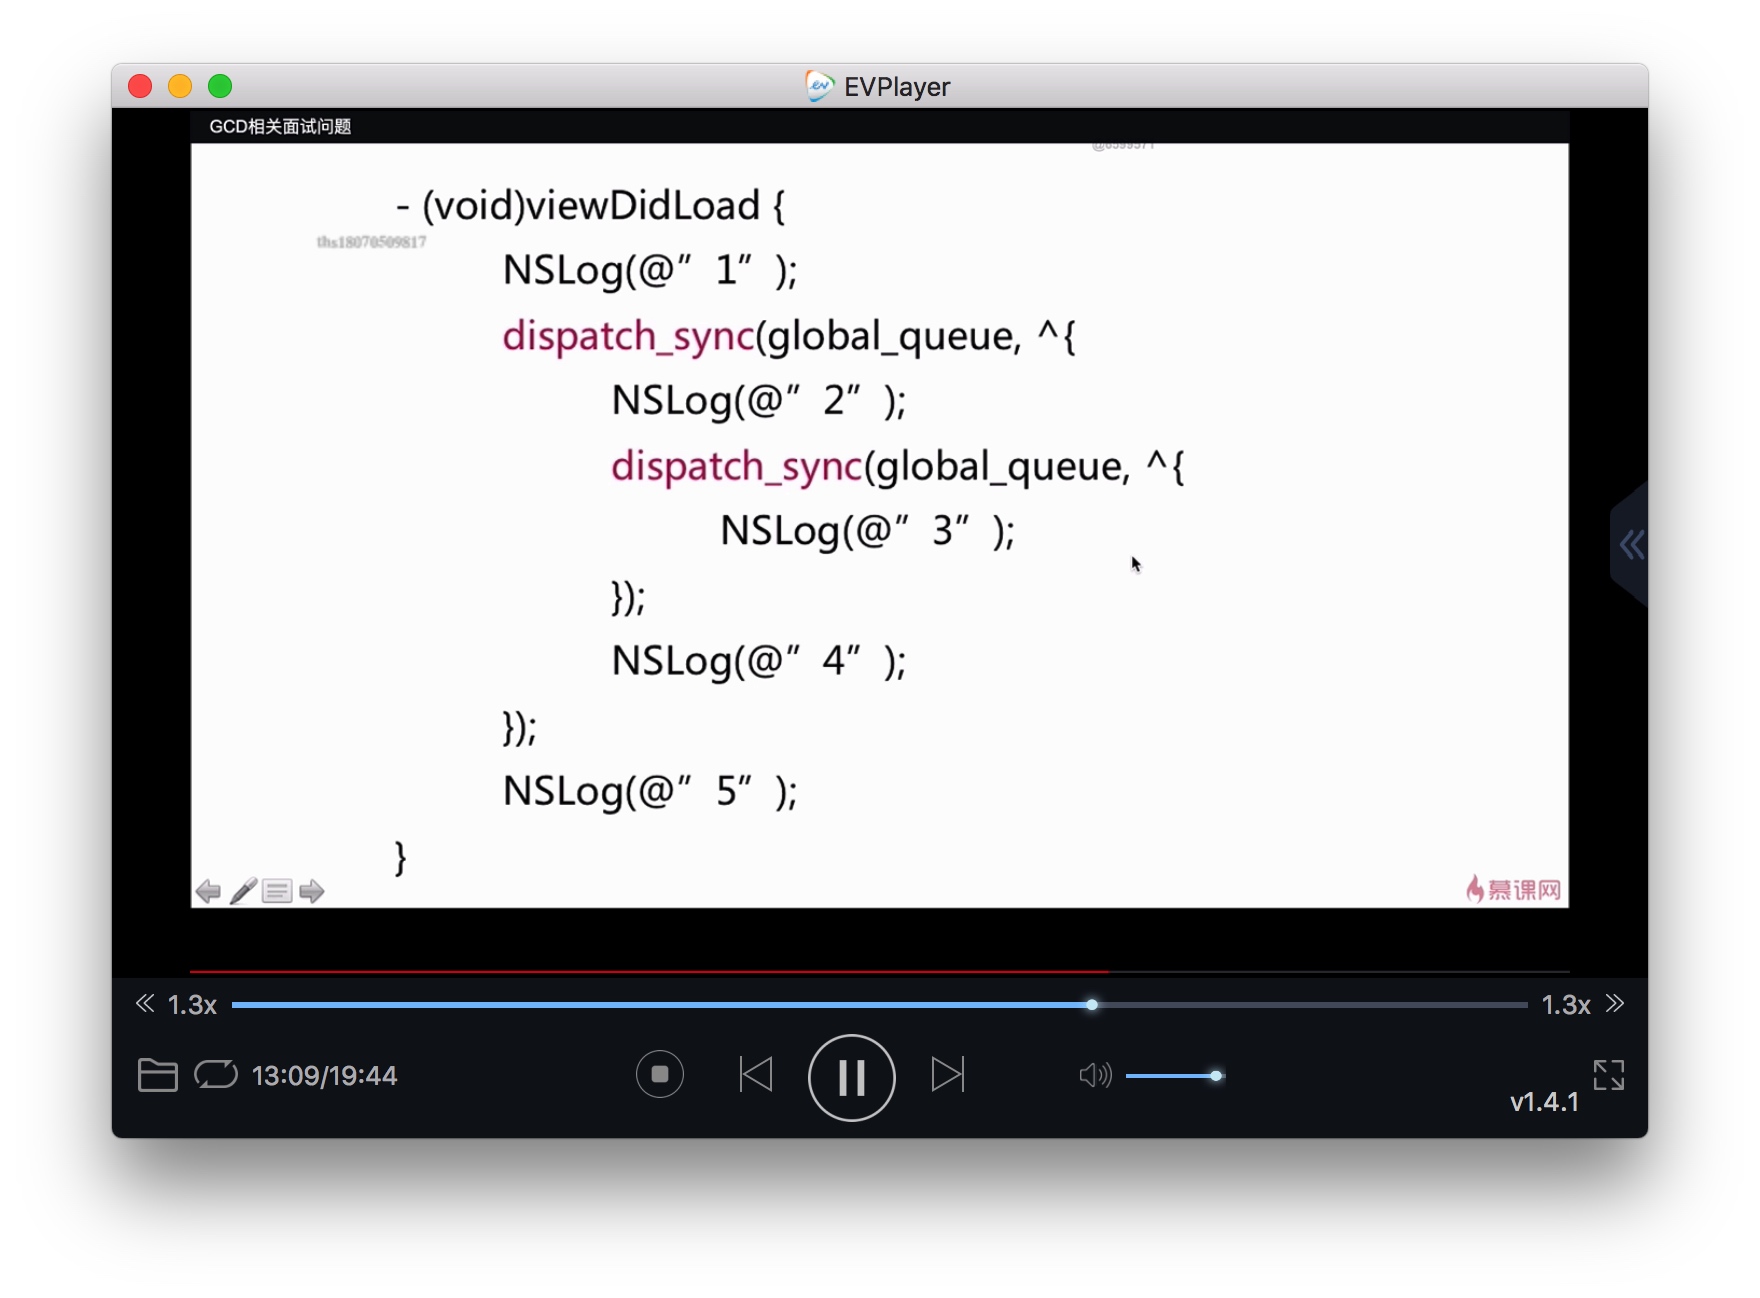 EVPlayer
GCD相关面试问题
- (void)viewDidLoad {
ths18070509817
NSLog(@” 1” );
dispatch_sync(global_queue, ^{
NSLog(@” 2” );
dispatch_sync(global_queue, ^{
NSLog(@” 3” );
});
NSLog(@” 4” );
});
NSLog(@” 5” );
}
慕课网
1.3x
1.3x
13:09/19:44
v1.4.1